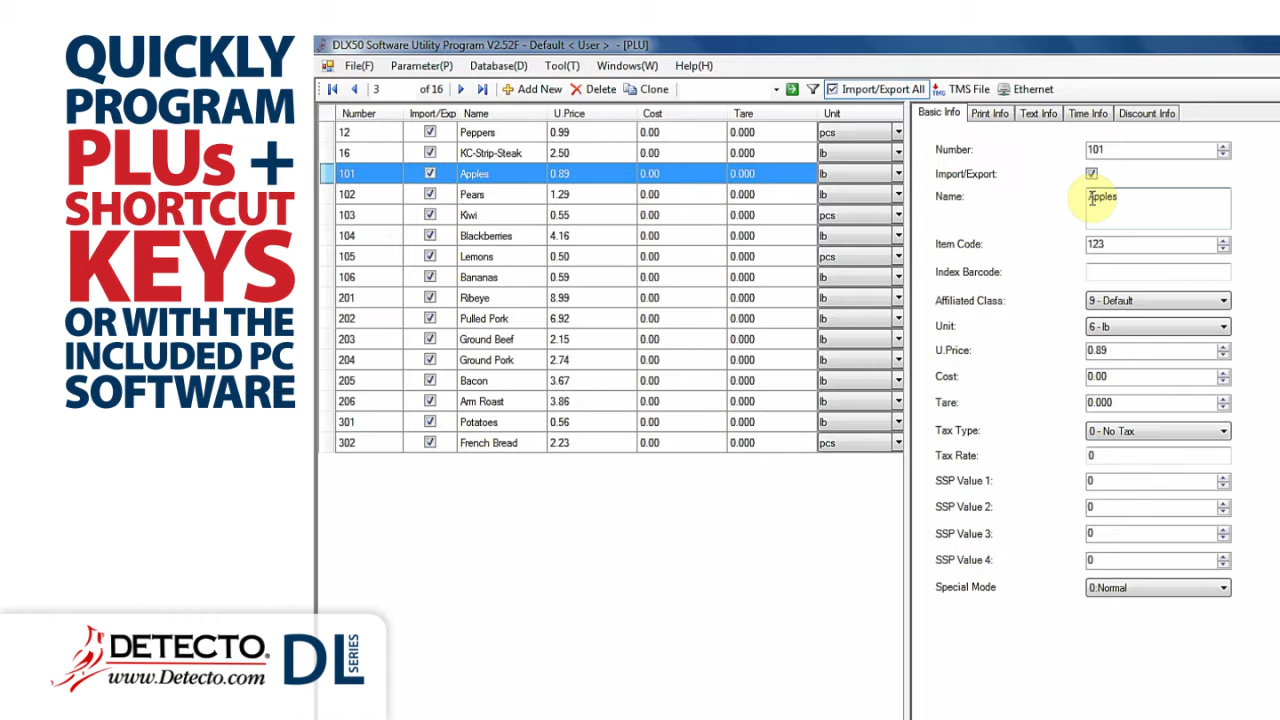 QUICKLY
PROGRAM
PLUs +
SHORTCUT
KEYS
OR WITH THE
INCLUDED PC
SOFTWARE
DETECTO®
www.Detecto.com
DL SERIES
DLX50 Software Utility Program V2.52F - Default < User > - [PLU]
File(F) Parameter(P) Database(D) Tool(T) Windows(W) Help(H)
3 of 16 Add New Delete Clone Import/Export All TMS TMS File Ethernet
Number Import/Exp Name U.Price Cost Tare Unit
12 Peppers 0.99 0.00 0.000 pcs
16 KC-Strip-Steak 2.50 0.00 0.000 lb
101 Apples 0.89 0.00 0.000 lb
102 Pears 1.29 0.00 0.000 lb
103 Kiwi 0.55 0.00 0.000 pcs
104 Blackberries 4.16 0.00 0.000 lb
105 Lemons 0.50 0.00 0.000 pcs
106 Bananas 0.59 0.00 0.000 lb
201 Ribeye 8.99 0.00 0.000 lb
202 Pulled Pork 6.92 0.00 0.000 lb
203 Ground Beef 2.15 0.00 0.000 lb
204 Ground Pork 2.74 0.00 0.000 lb
205 Bacon 3.67 0.00 0.000 lb
206 Arm Roast 3.86 0.00 0.000 lb
301 Potatoes 0.56 0.00 0.000 lb
302 French Bread 2.23 0.00 0.000 pcs
Basic Info Print Info Text Info Time Info Discount Info
Number: 101
Import/Export:
Name: Apples
Item Code: 123
Index Barcode:
Affiliated Class: 9 - Default
Unit: 6 - lb
U.Price: 0.89
Cost: 0.00
Tare: 0.000
Tax Type: 0 - No Tax
Tax Rate: 0
SSP Value 1: 0
SSP Value 2: 0
SSP Value 3: 0
SSP Value 4: 0
Special Mode 0:Normal